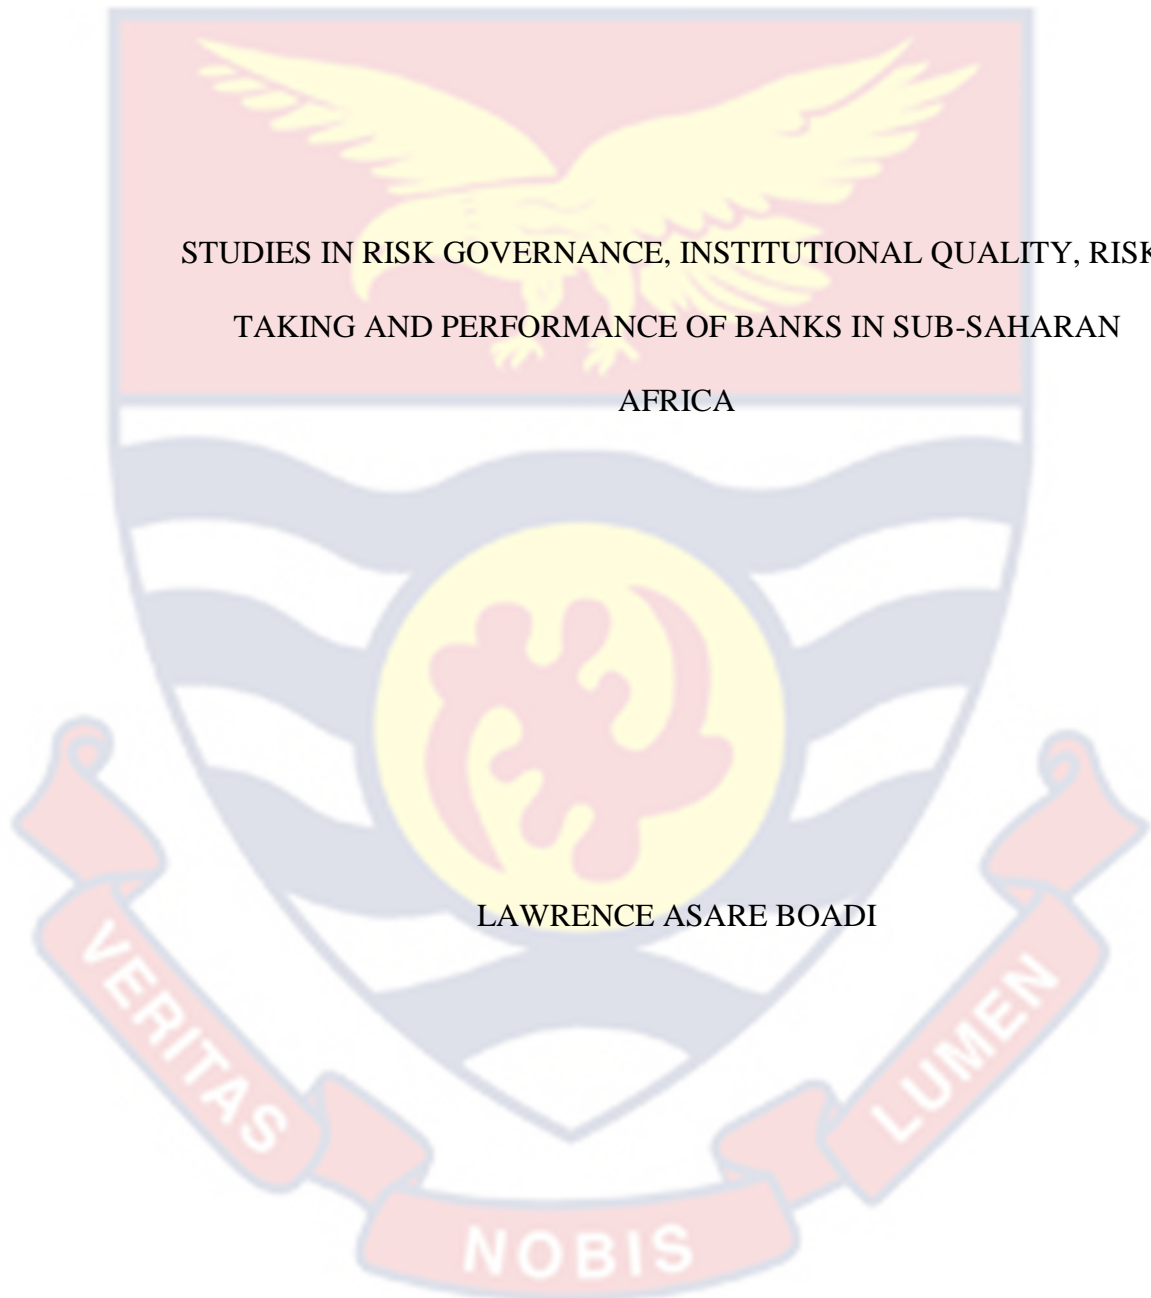 STUDIES IN RISK GOVERNANCE, INSTITUTIONAL QUALITY, RISK
TAKING AND PERFORMANCE OF BANKS IN SUB-SAHARAN
AFRICA
LAWRENCE ASARE BOADI
VERITAS
NOBIS
LUMEN